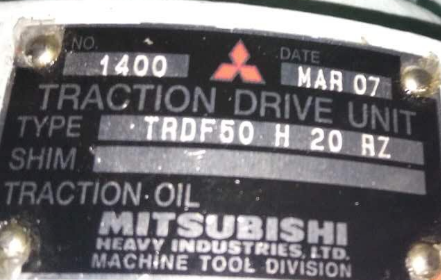 NO. DATE
1400 MAR 07
TRACTION DRIVE UNIT
TYPE TRDF50 H 20 RZ
SHIM
TRACTION OIL
MITSUBISHI
HEAVY INDUSTRIES, LTD.
MACHINE TOOL DIVISION